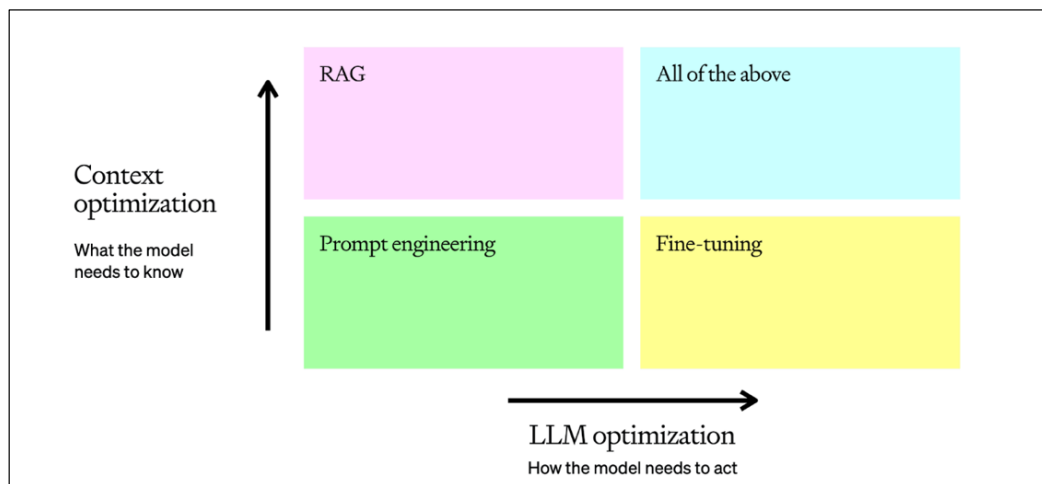 RAG
All of the above
Context
optimization
What the model
needs to know
Prompt engineering
Fine-tuning
LLM optimization
How the model needs to act